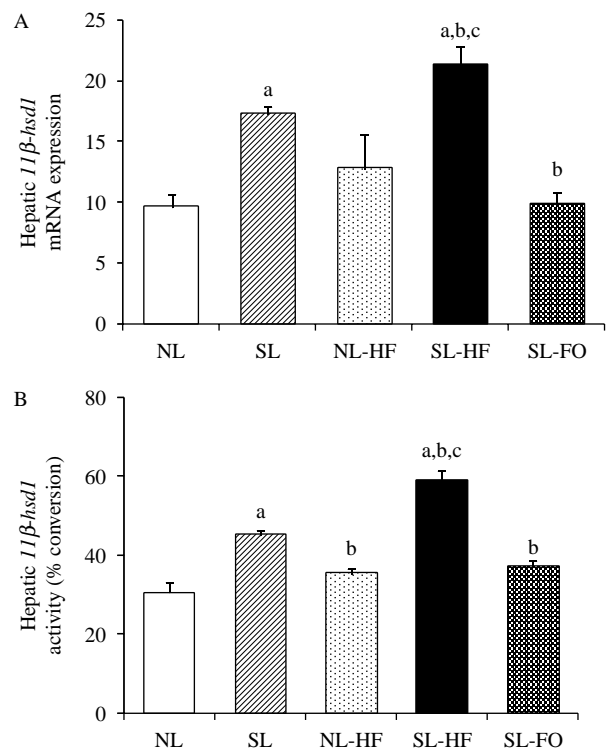 A
Hepatic 11β-hsd1
mRNA expression
25
20
15
10
5
0
a
a,b,c
b
NL SL NL-HF SL-HF SL-FO
B
Hepatic 11β-hsd1
activity (% conversion)
80
60
40
20
0
a
b
a,b,c
b
NL SL NL-HF SL-HF SL-FO